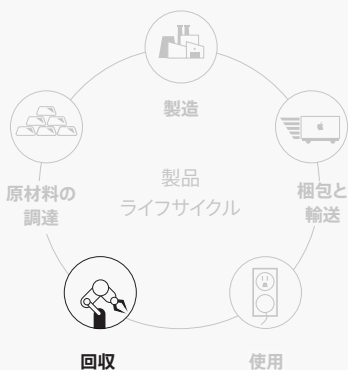 製造
原材料の
調達
製品
ライフサイクル
梱包と
輸送
回収
使用